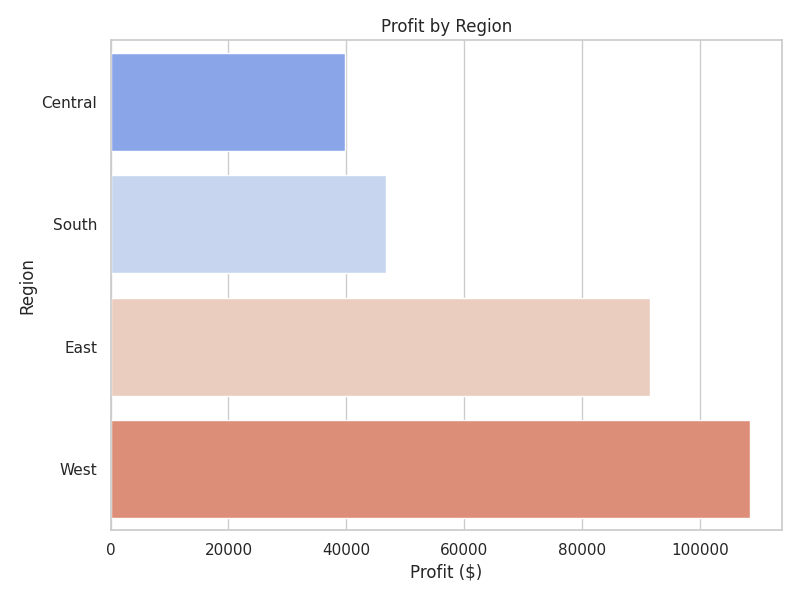 Profit by Region
Central
South
East
West
Region
0 20000 40000 60000 80000 100000
Profit ($)